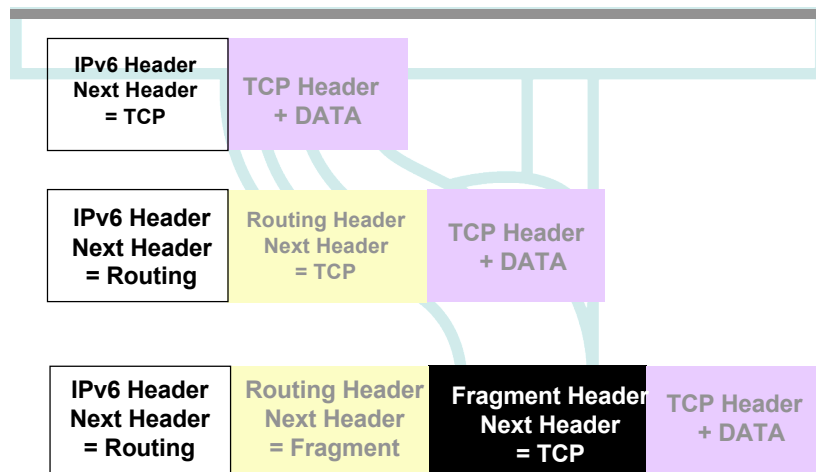 IPv6 Header
Next Header
= TCP
TCP Header
+ DATA
IPv6 Header
Next Header
= Routing
Routing Header
Next Header
= TCP
TCP Header
+ DATA
IPv6 Header
Next Header
= Routing
Routing Header
Next Header
= Fragment
Fragment Header
Next Header
= TCP
TCP Header
+ DATA